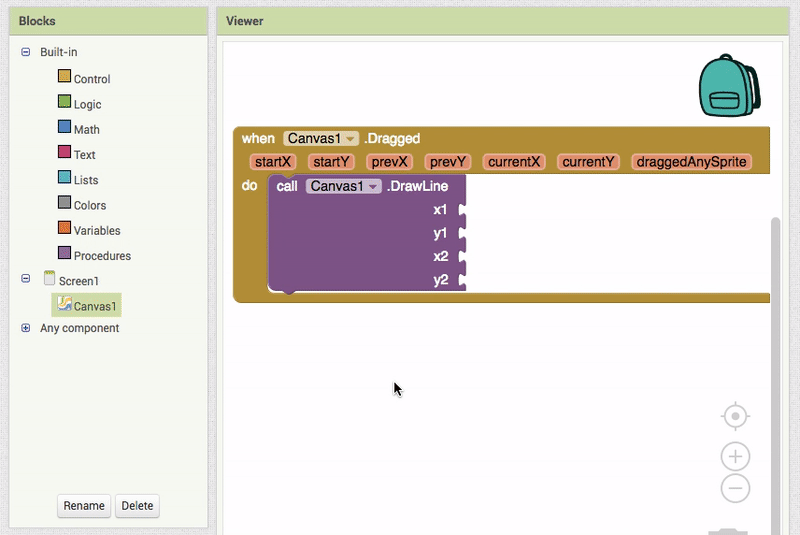 Blocks
Built-in
Control
Logic
Math
Text
Lists
Colors
Variables
Procedures
Screen1
Canvas1
Any component
Rename Delete
Viewer
when Canvas1 .Dragged
startX startY prevX prevY currentX currentY draggedAnySprite
do call Canvas1 .DrawLine
x1
y1
x2
y2